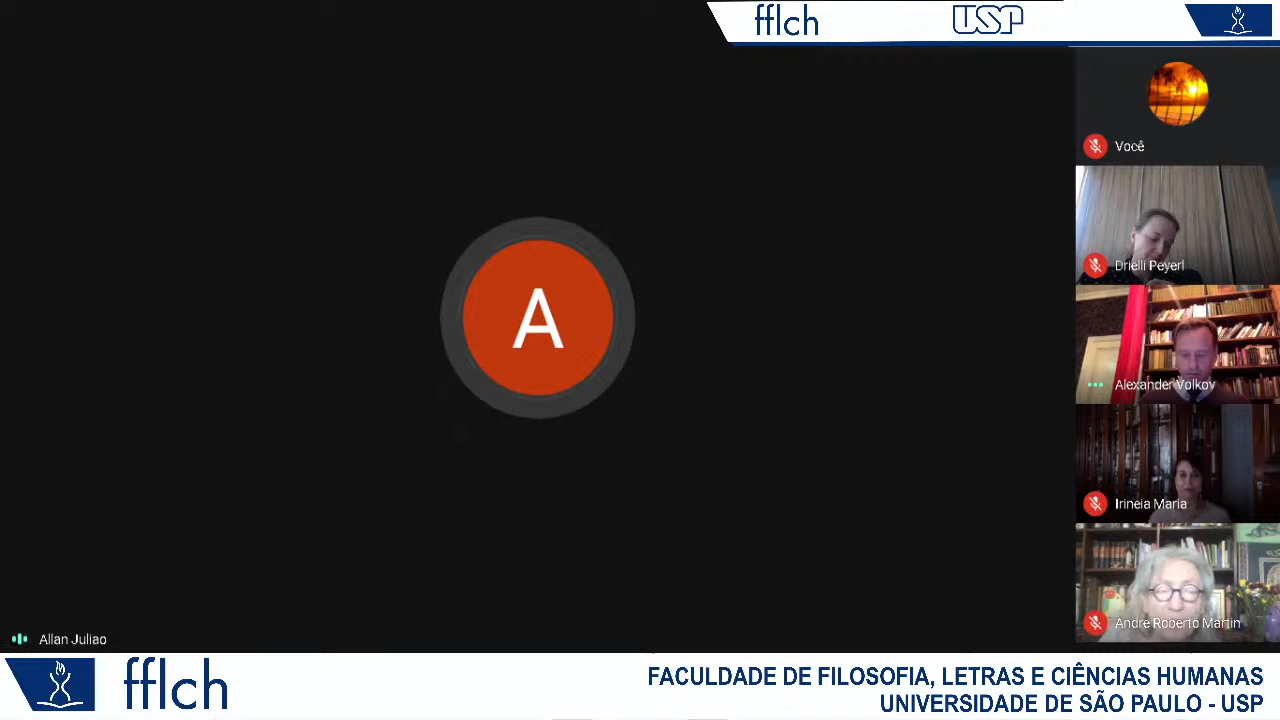 fflch
USP
Você
Drielli Peyerl
Alexander Volkov
Irineia Maria
Andre Roberto Martin
A
Allan Juliao
fflch
FACULDADE DE FILOSOFIA, LETRAS E CIÊNCIAS HUMANAS
UNIVERSIDADE DE SÃO PAULO - USP